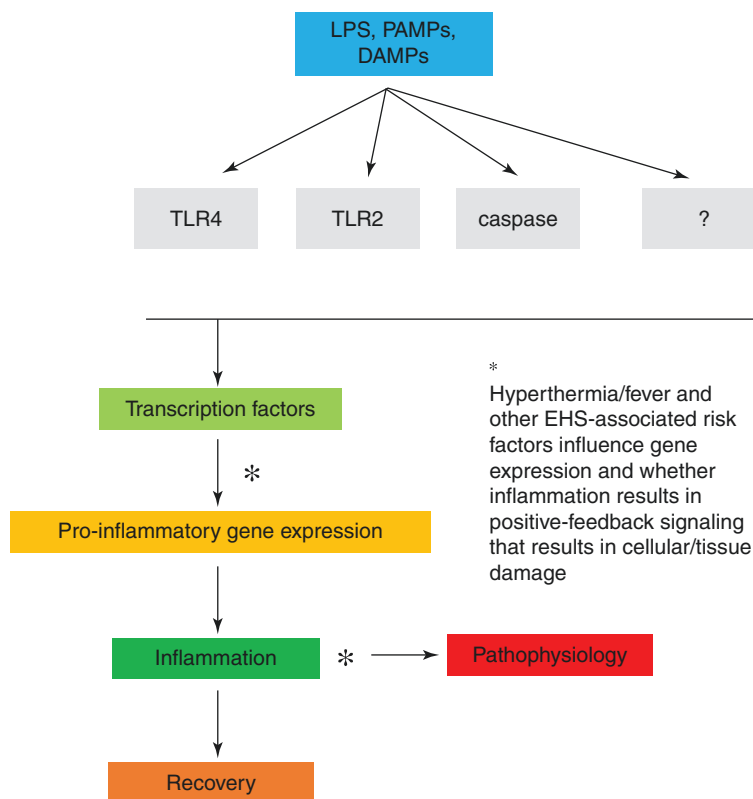 LPS, PAMPs,
DAMPs
TLR4
TLR2
caspase
?
*
Hyperthermia/fever and
other EHS-associated risk
factors influence gene
expression and whether
inflammation results in
positive-feedback signaling
that results in cellular/tissue
damage
Transcription factors
*
Pro-inflammatory gene expression
Inflammation
*
Pathophysiology
Recovery